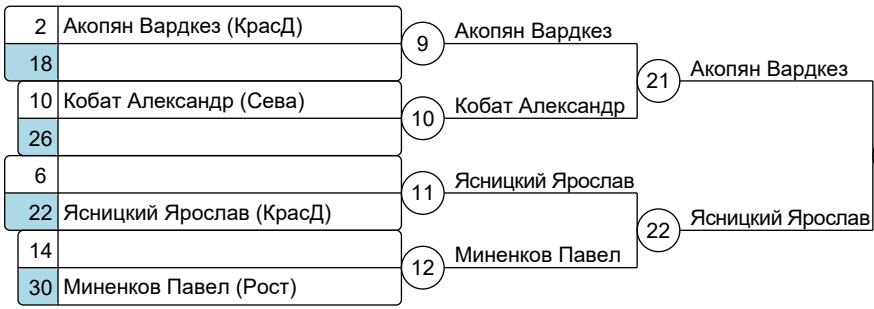 2 Акопян Вардкез (КрасД)
18
9 Акопян Вардкез
10 Кобат Александр (Сева)
26
10 Кобат Александр
21 Акопян Вардкез
6
22 Ясницкий Ярослав (КрасД)
11 Ясницкий Ярослав
14
30 Миненков Павел (Рост)
12 Миненков Павел
22 Ясницкий Ярослав